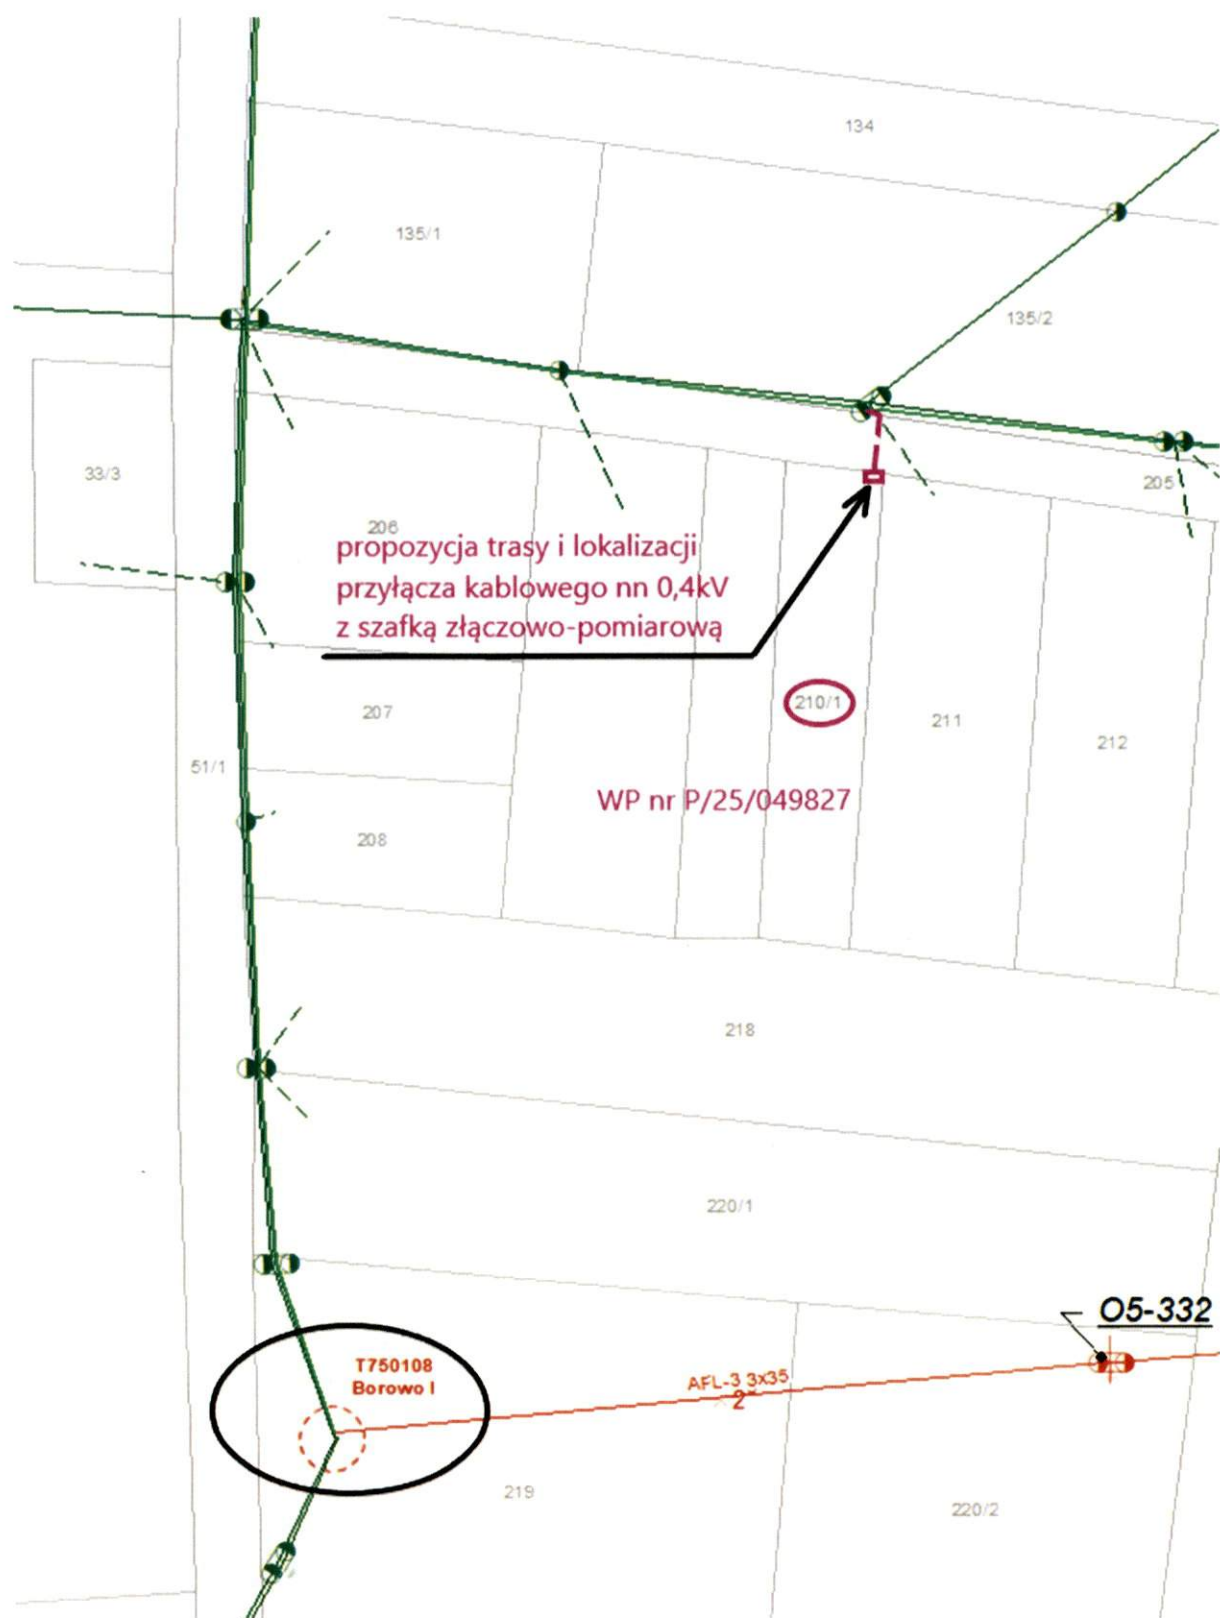 134
135/1
135/2
33/3
205
206
propozycja trasy i lokalizacji
przyłącza kablowego nn 0,4kV
z szafką złączowo-pomiarową
210/1
207
211
212
51/1
WP nr P/25/049827
208
218
220/1
O5-332
T750108
Borowo I
AFL-3 3x35
2
219
220/2